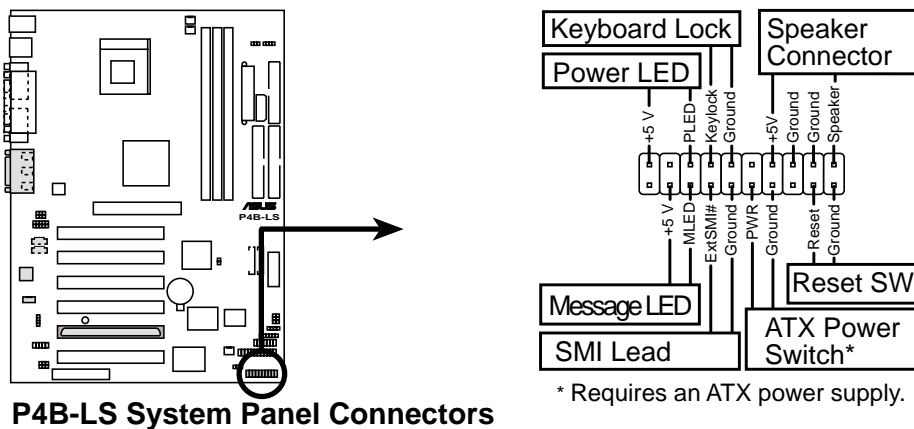 Keyboard Lock
Speaker
Connector
Power LED
+5 V
PLED
Keylock
Ground
+5V
Ground
Ground
Speaker
/SUS
P4B-LS
+5 V
MLED
ExtSMI#
Ground
PWR
Ground
Reset
Ground
Reset SW
Message LED
ATX Power
Switch*
SMI Lead
* Requires an ATX power supply.
P4B-LS System Panel Connectors